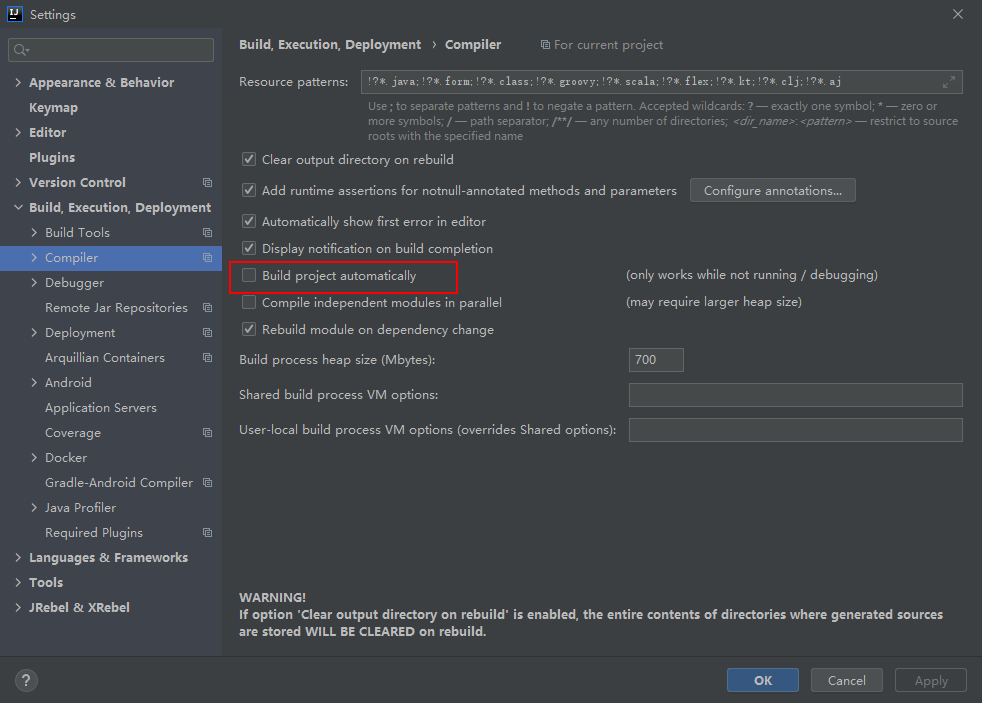 Settings
Appearance & Behavior
Keymap
Editor
Plugins
Version Control
Build, Execution, Deployment
Build Tools
Compiler
Debugger
Remote Jar Repositories
Deployment
Arquillian Containers
Android
Application Servers
Coverage
Docker
Gradle-Android Compiler
Java Profiler
Required Plugins
Languages & Frameworks
Tools
JRebel & XRebel
Build, Execution, Deployment › Compiler For current project
Resource patterns: !?*.java;!?*.form;!?*.class;!?*.groovy;!?*.scala;!?*.flex;!?*.kt;!?*.clj;!?*.aj
Use ; to separate patterns and ! to negate a pattern. Accepted wildcards: ? — exactly one symbol; * — zero or
more symbols; / — path separator; /**/ — any number of directories; <dir_name>:<pattern> — restrict to source
roots with the specified name
Clear output directory on rebuild
Add runtime assertions for notnull-annotated methods and parameters Configure annotations...
Automatically show first error in editor
Display notification on build completion
Build project automatically (only works while not running / debugging)
Compile independent modules in parallel (may require larger heap size)
Rebuild module on dependency change
Build process heap size (Mbytes): 700
Shared build process VM options:
User-local build process VM options (overrides Shared options):
WARNING!
If option 'Clear output directory on rebuild' is enabled, the entire contents of directories where generated sources
are stored WILL BE CLEARED on rebuild.
? OK Cancel Apply